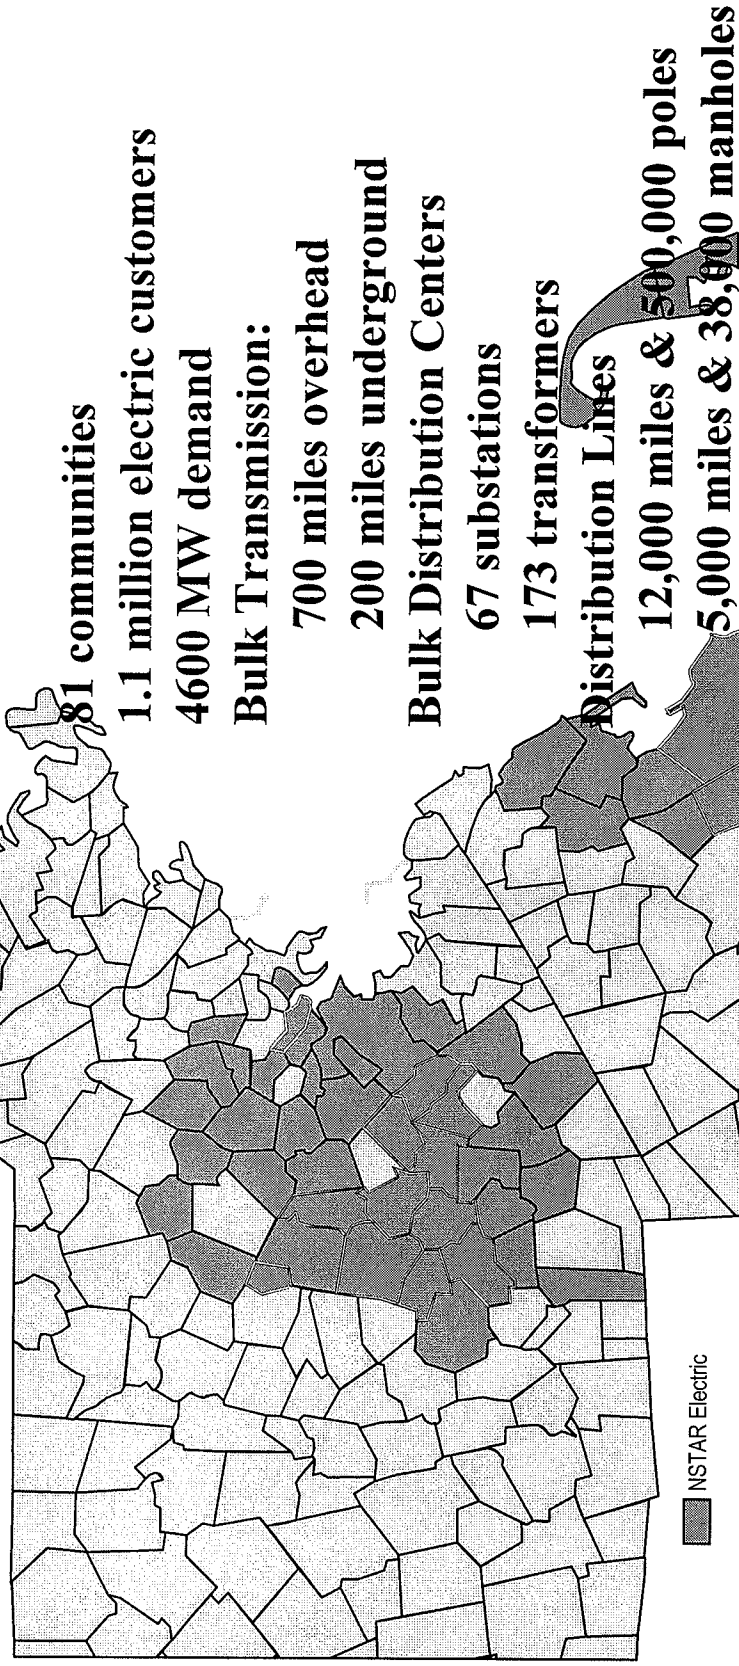 81 communities
1.1 million electric customers
4600 MW demand
Bulk Transmission:
700 miles overhead
200 miles underground
Bulk Distribution Centers
67 substations
173 transformers
Distribution Lines
12,000 miles & 500,000 poles
5,000 miles & 38,000 manholes
NSTAR Electric